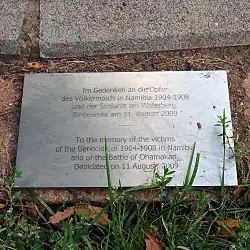 Im Gedenken an die Opfer
des Völkermords in Namibia 1904-1908
und der Schlacht am Waterberg
Eingeweiht am 11. August 2009
To the memory of the victims
of the Genocide of 1904-1908 in Namibia
and of the Battle of Ohamakari
Dedicated on 11 August 2009